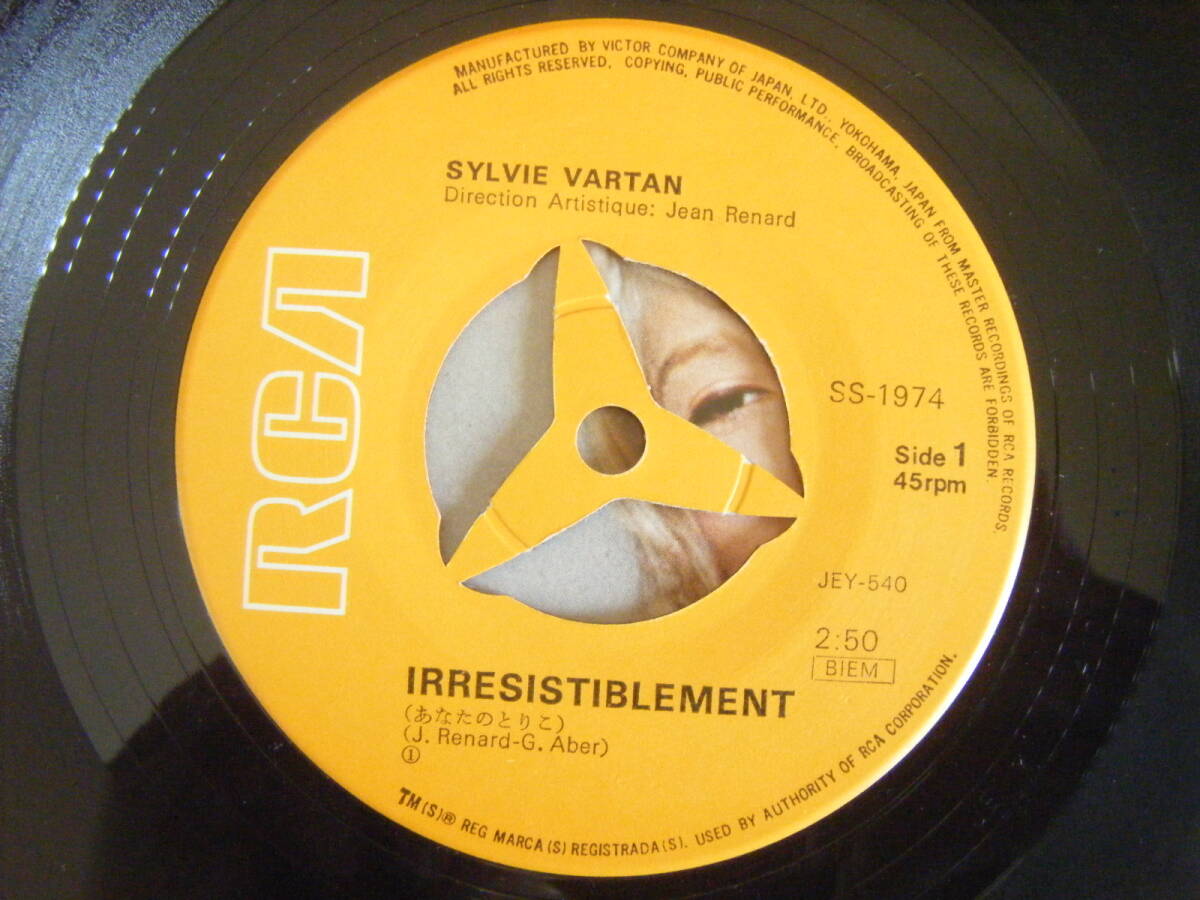 MANUFACTURED BY VICTOR COMPANY OF JAPAN, LTD., YOKOHAMA, JAPAN FROM MASTER RECORDINGS OF RCA RECORDS.
ALL RIGHTS RESERVED, COPYING, PUBLIC PERFORMANCE, BROADCASTING OF THESE RECORDS ARE FORBIDDEN.
SYLVIE VARTAN
Direction Artistique: Jean Renard
RCA
SS-1974
Side 1
45rpm
JEY-540
2:50
BIEM
IRRESISTIBLEMENT
(あなたのとりこ)
(J. Renard-G. Aber)
①
TM(S)® REG MARCA(S) REGISTRADA(S). USED BY AUTHORITY OF RCA CORPORATION.